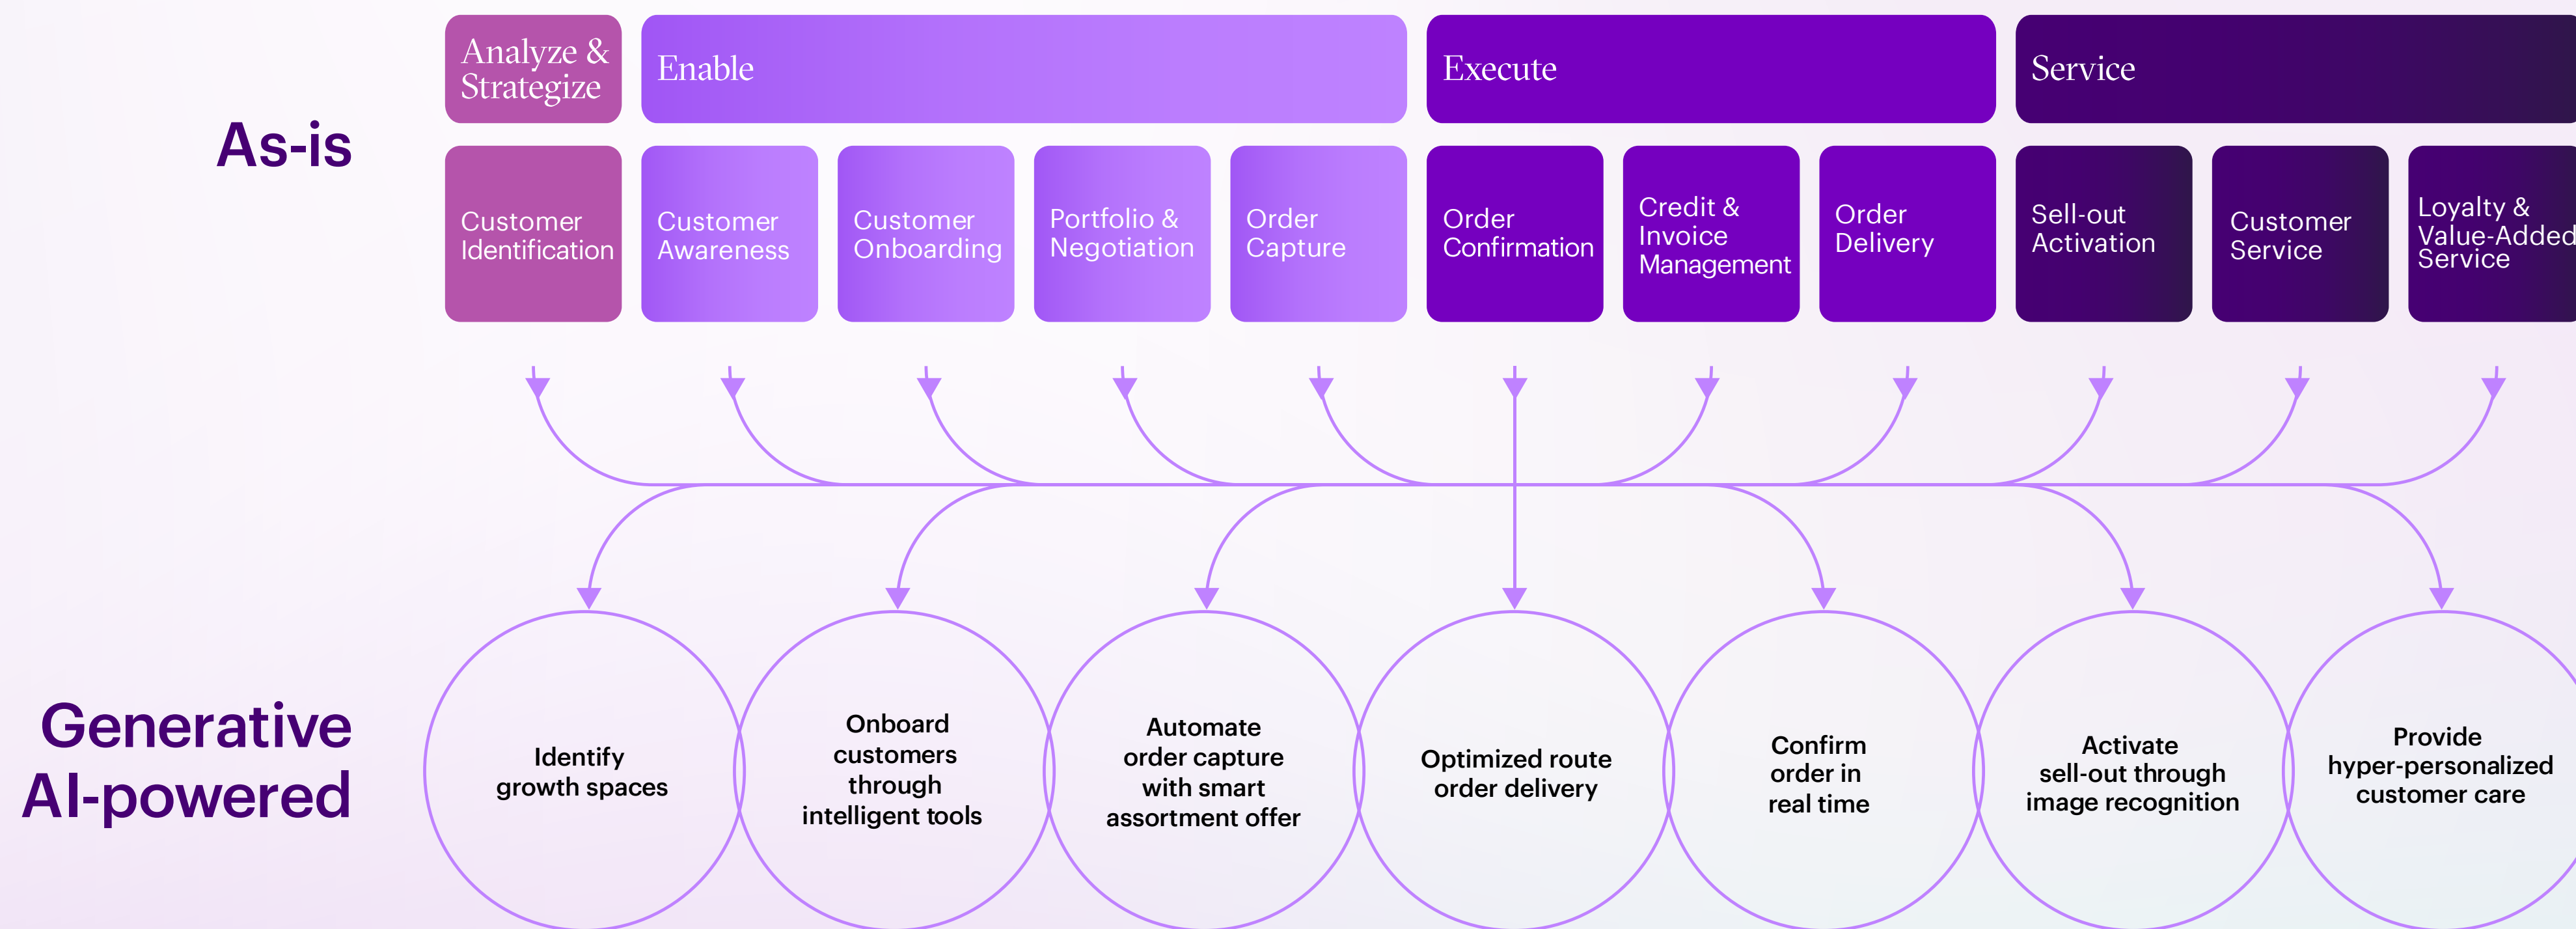 As-is
Analyze &
Strategize
Enable
Execute
Service
Customer
Identification
Customer
Awareness
Customer
Onboarding
Portfolio &
Negotiation
Order
Capture
Order
Confirmation
Credit &
Invoice
Management
Order
Delivery
Sell-out
Activation
Customer
Service
Loyalty &
Value-Added
Service
Generative
AI-powered
Identify
growth spaces
Onboard
customers
through
intelligent tools
Automate
order capture
with smart
assortment offer
Optimized route
order delivery
Confirm
order in
real time
Activate
sell-out through
image recognition
Provide
hyper-personalized
customer care